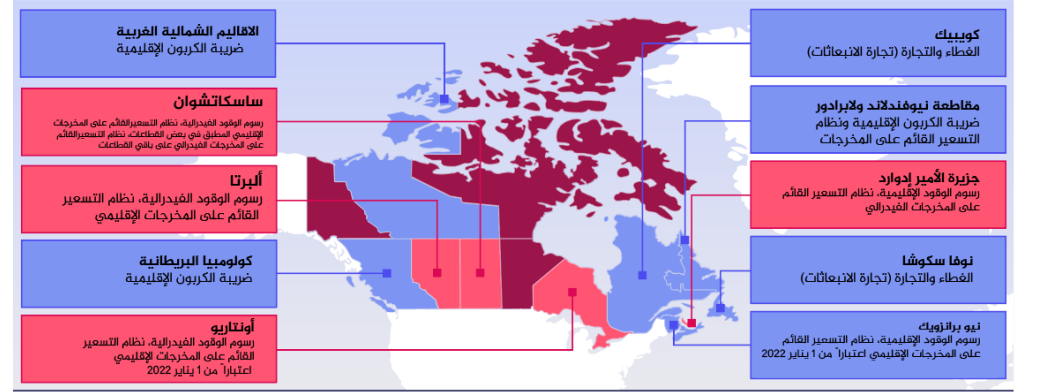 الاقاليم الشمالية الغربية
ضريبة الكربون الإقليمية
ساسكاتشوان
رسوم الوقود الفيدرالية، نظام التسعيرالقائم على المخرجات
الإقليمي المطبق في بعض القطاعات، نظام التسعيرالقائم
على المخرجات الفيدرالي على باقي القطاعات
ألبرتا
رسوم الوقود الفيدرالية، نظام التسعير
القائم على المخرجات الإقليمي
كولومبيا البريطانية
ضريبة الكربون الإقليمية
أونتاريو
رسوم الوقود الفيدرالية، نظام التسعير
القائم على المخرجات الإقليمي
اعتباراً من 1 يناير 2022
كويبيك
الغطاء والتجارة (تجارة الانبعاثات)
مقاطعة نيوفندلاند ولابرادور
ضريبة الكربون الإقليمية ونظام
التسعير القائم على المخرجات
جزيرة الأمير إدوارد
رسوم الوقود الإقليمية، نظام التسعير القائم
على المخرجات الفيدرالي
نوفا سكوشا
الغطاء والتجارة (تجارة الانبعاثات)
نيو برانزويك
رسوم الوقود الإقليمية، نظام التسعير القائم
على المخرجات الإقليمي اعتباراً من 1 يناير 2022